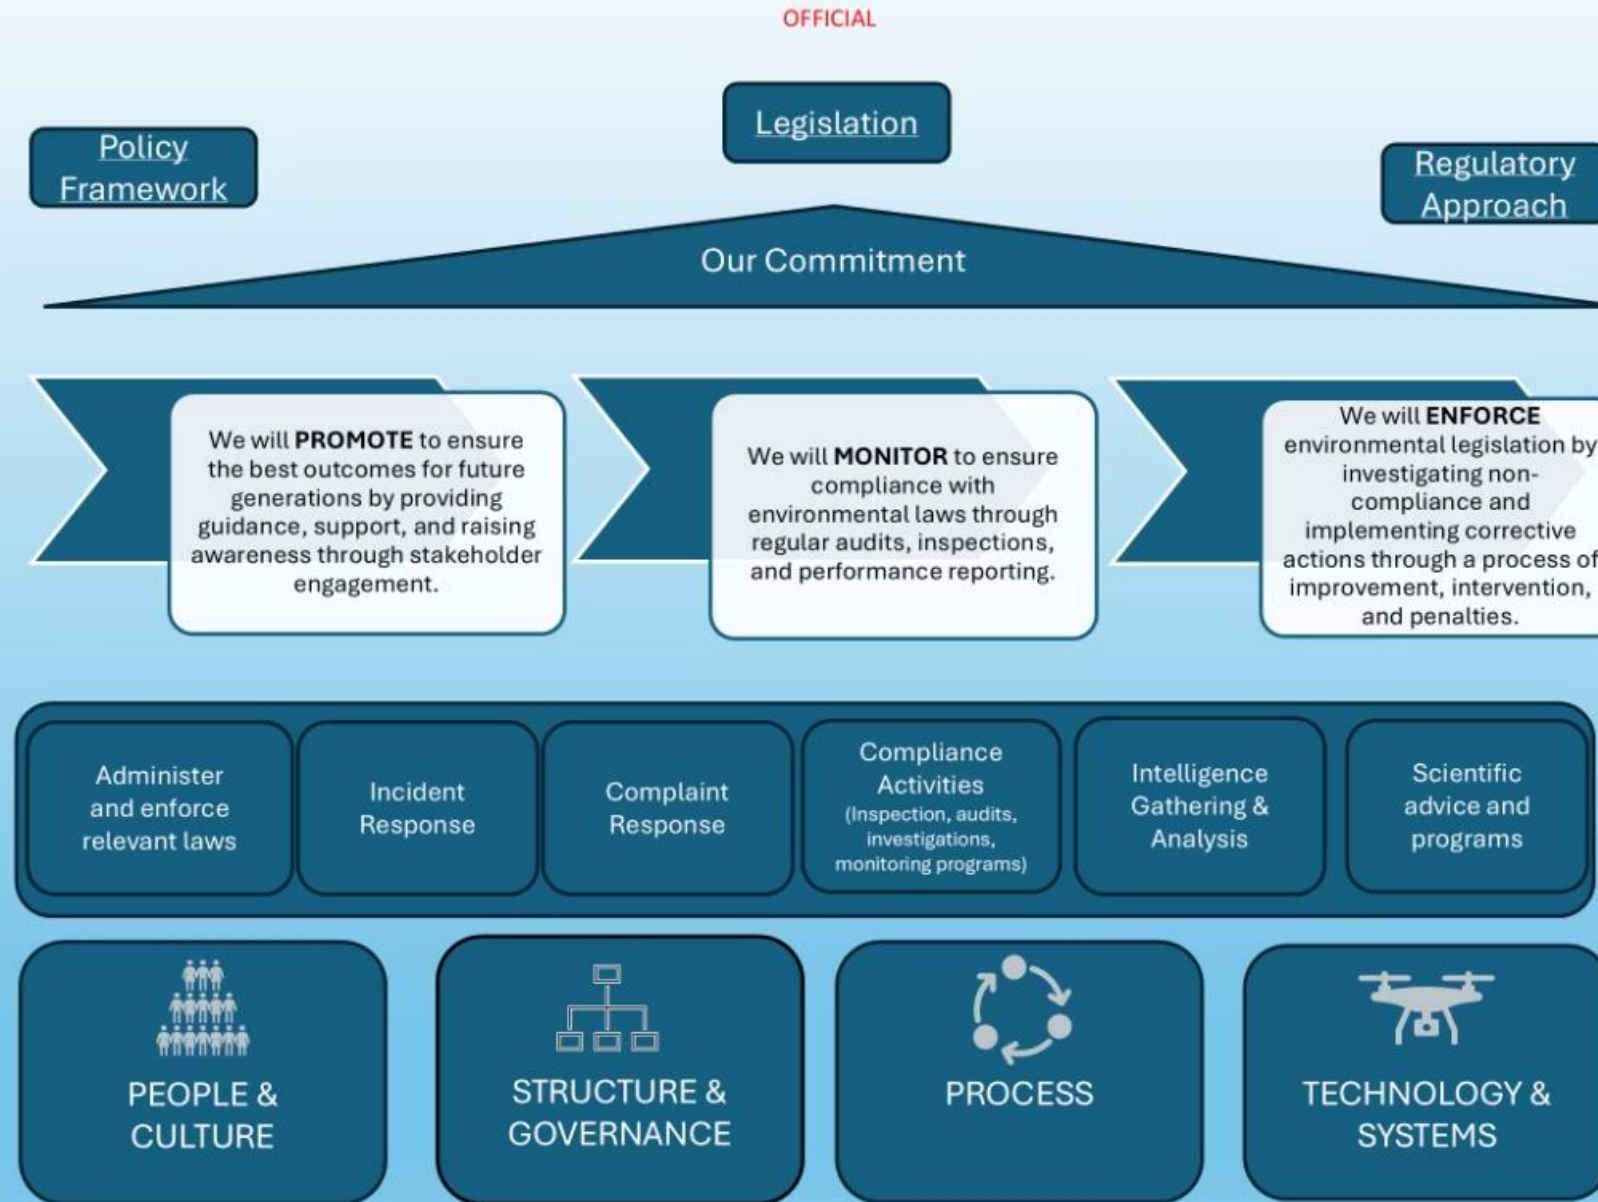 OFFICIAL
Policy
Framework
Legislation
Regulatory
Approach
Our Commitment
We will PROMOTE to ensure
the best outcomes for future
generations by providing
guidance, support, and raising
awareness through stakeholder
engagement.
We will MONITOR to ensure
compliance with
environmental laws through
regular audits, inspections,
and performance reporting.
We will ENFORCE
environmental legislation by
investigating non-
compliance and
implementing corrective
actions through a process of
improvement, intervention,
and penalties.
Administer
and enforce
relevant laws
Incident
Response
Complaint
Response
Compliance
Activities
(Inspection, audits,
investigations,
monitoring programs)
Intelligence
Gathering &
Analysis
Scientific
advice and
programs
PEOPLE &
CULTURE
STRUCTURE &
GOVERNANCE
PROCESS
TECHNOLOGY &
SYSTEMS